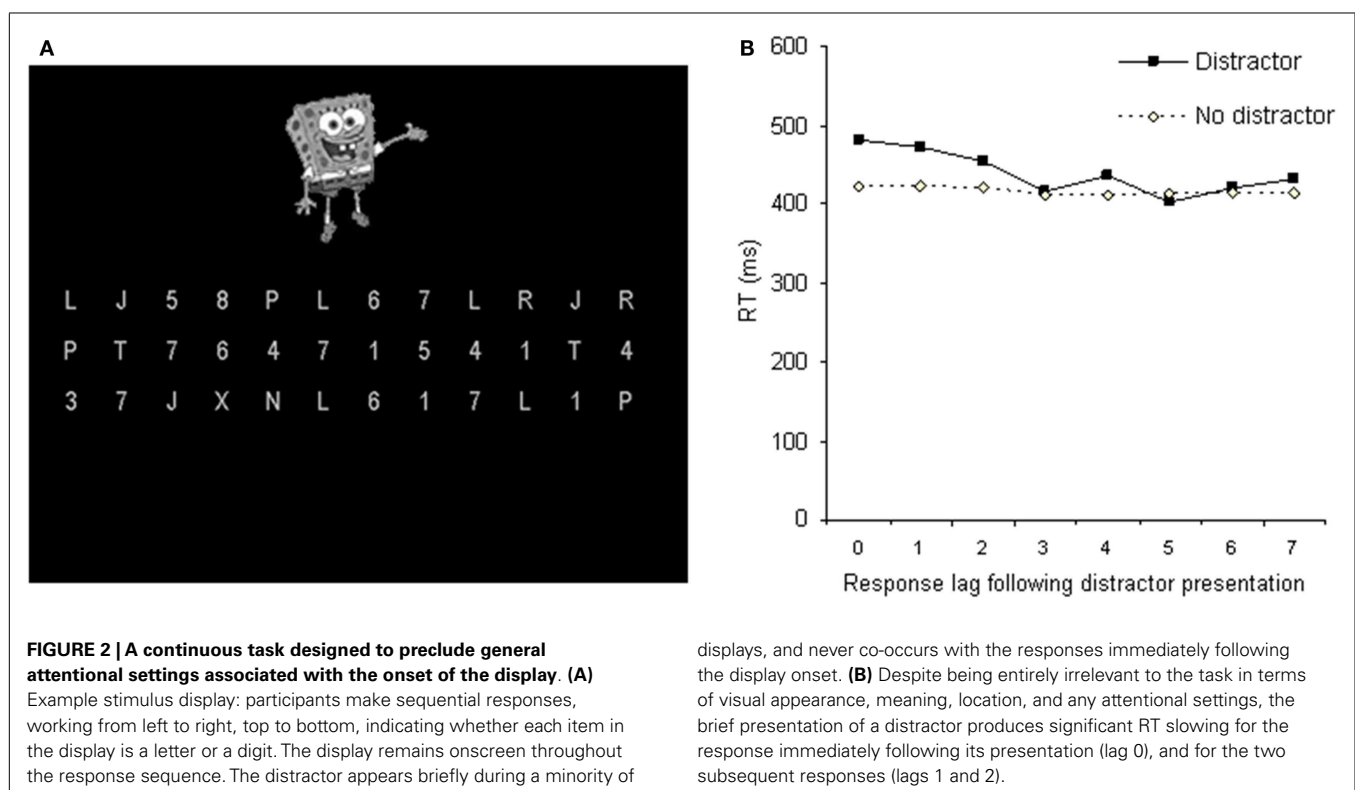 A
L J 5 8 P L 6 7 L R J R
P T 7 6 4 7 1 5 4 1 T 4
3 7 J X N L 6 1 7 L 1 P
B
600
500
400
300
200
100
0
RT (ms)
Distractor
No distractor
0 1 2 3 4 5 6 7
Response lag following distractor presentation
FIGURE 2 | A continuous task designed to preclude general
attentional settings associated with the onset of the display. (A)
Example stimulus display: participants make sequential responses,
working from left to right, top to bottom, indicating whether each item in
the display is a letter or a digit. The display remains onscreen throughout
the response sequence. The distractor appears briefly during a minority of
displays, and never co-occurs with the responses immediately following
the display onset. (B) Despite being entirely irrelevant to the task in terms
of visual appearance, meaning, location, and any attentional settings, the
brief presentation of a distractor produces significant RT slowing for the
response immediately following its presentation (lag 0), and for the two
subsequent responses (lags 1 and 2).